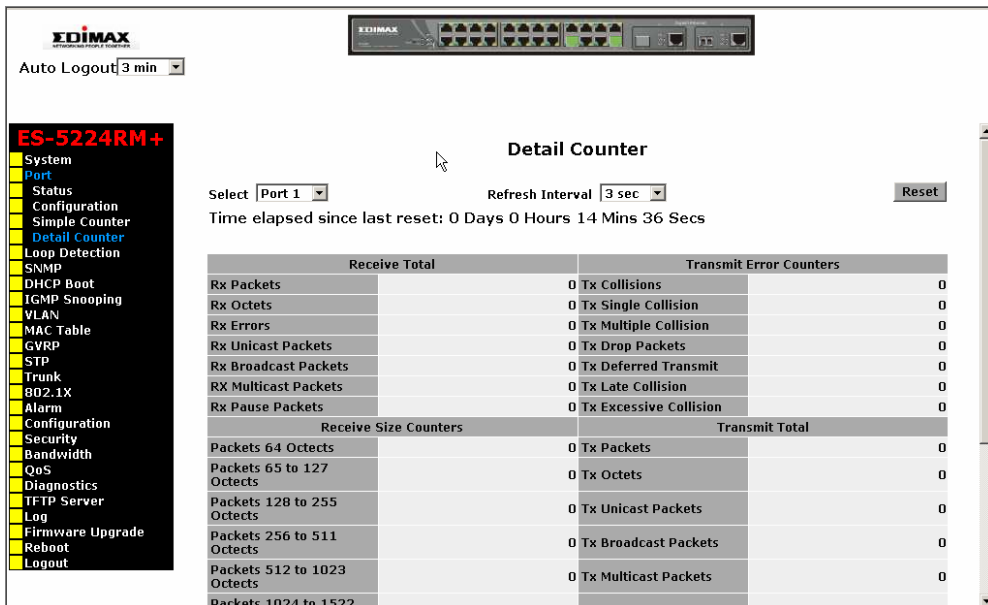 EDIMAX
NETWORKING PEOPLE TOGETHER
EDIMAX
Auto Logout 3 min
ES-5224RM+
System
Port
Status
Configuration
Simple Counter
Detail Counter
Loop Detection
SNMP
DHCP Boot
IGMP Snooping
VLAN
MAC Table
GVRP
STP
Trunk
802.1X
Alarm
Configuration
Security
Bandwidth
QoS
Diagnostics
TFTP Server
Log
Firmware Upgrade
Reboot
Logout
Detail Counter
Select Port 1 Refresh Interval 3 sec Reset
Time elapsed since last reset: 0 Days 0 Hours 14 Mins 36 Secs
Receive Total Transmit Error Counters
Rx Packets 0 Tx Collisions 0
Rx Octets 0 Tx Single Collision 0
Rx Errors 0 Tx Multiple Collision 0
Rx Unicast Packets 0 Tx Drop Packets 0
Rx Broadcast Packets 0 Tx Deferred Transmit 0
RX Multicast Packets 0 Tx Late Collision 0
Rx Pause Packets 0 Tx Excessive Collision 0
Receive Size Counters Transmit Total
Packets 64 Octects 0 Tx Packets 0
Packets 65 to 127
Octects 0 Tx Octets 0
Packets 128 to 255
Octects 0 Tx Unicast Packets 0
Packets 256 to 511
Octects 0 Tx Broadcast Packets 0
Packets 512 to 1023
Octects 0 Tx Multicast Packets 0
Packets 1024 to 1522